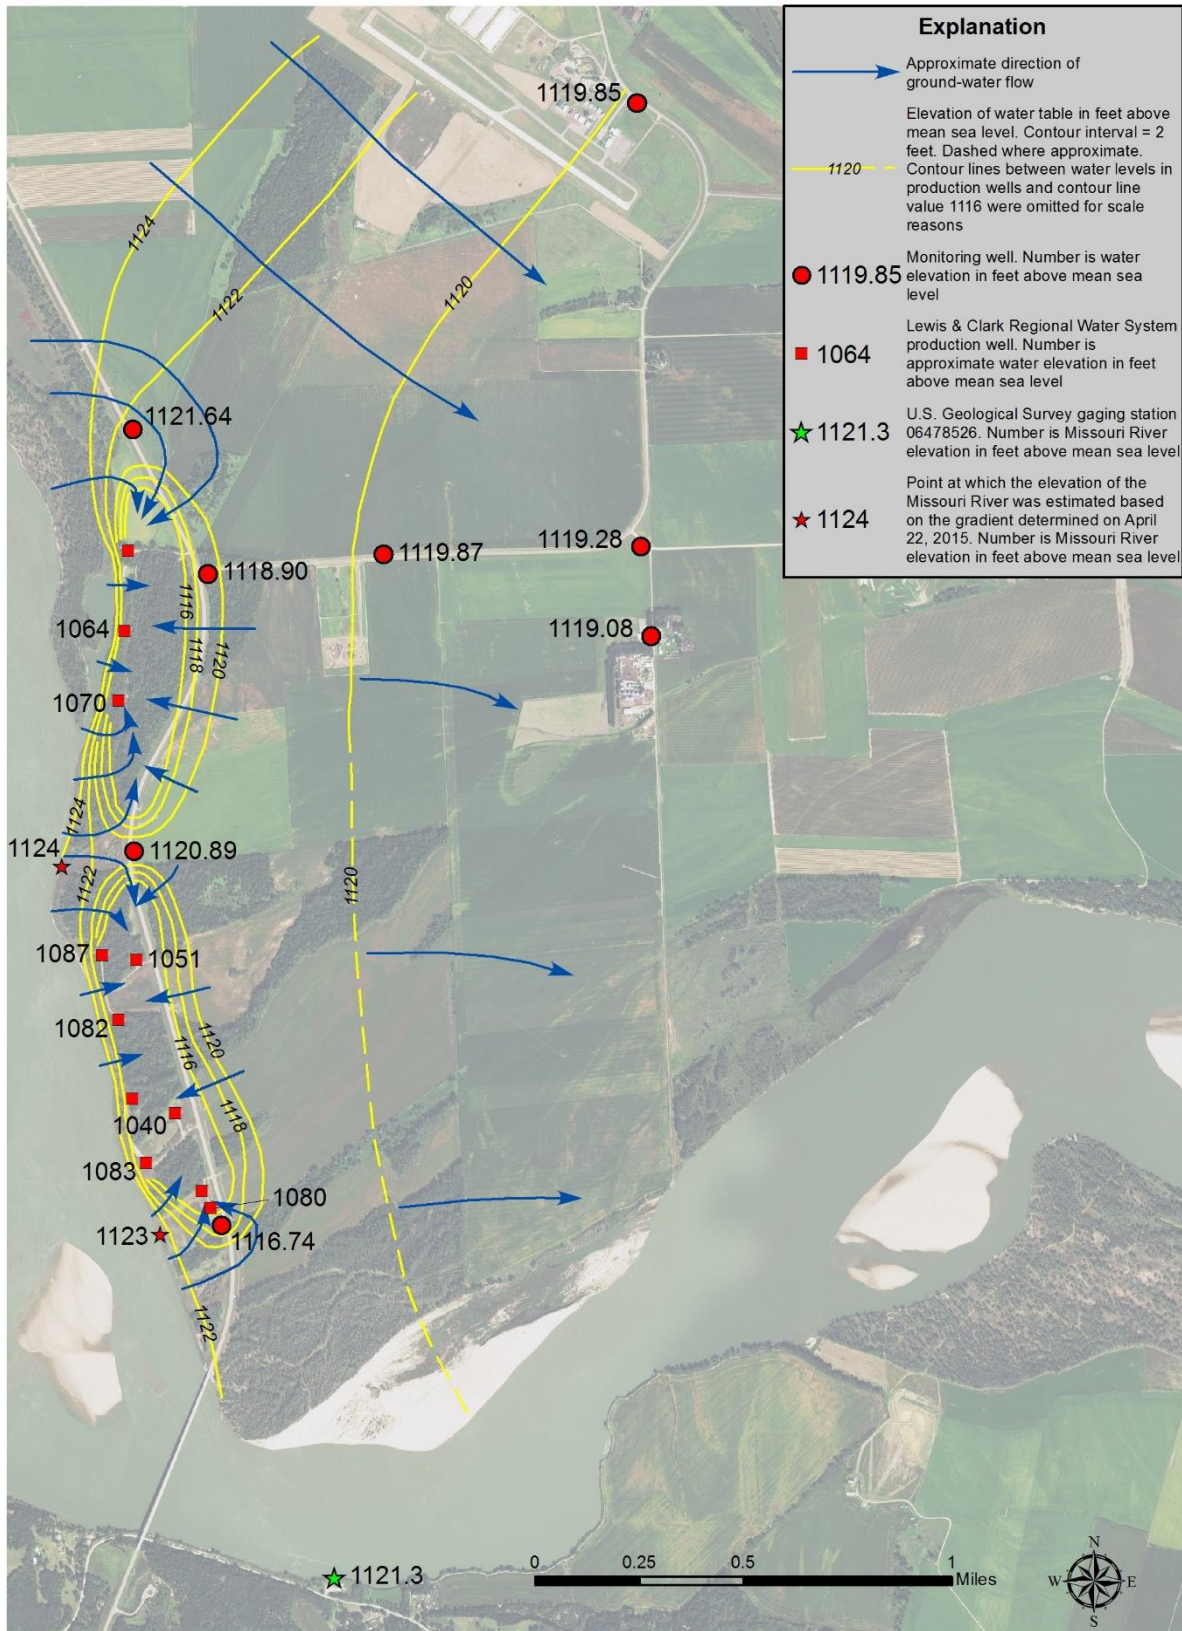 Explanation
Approximate direction of
ground-water flow
Elevation of water table in feet above
mean sea level. Contour interval = 2
feet. Dashed where approximate.
1120
Contour lines between water levels in
production wells and contour line
value 1116 were omitted for scale
reasons
1119.85
Monitoring well. Number is water
elevation in feet above mean sea
level
1064
Lewis & Clark Regional Water System
production well. Number is
approximate water elevation in feet
above mean sea level
1121.3
U.S. Geological Survey gaging station
06478526. Number is Missouri River
elevation in feet above mean sea level
1124
Point at which the elevation of the
Missouri River was estimated based
on the gradient determined on April
22, 2015. Number is Missouri River
elevation in feet above mean sea level
1119.85
1124
1122
1120
1121.64
1119.87
1119.28
1118.90
1116
1118
1120
1064
1119.08
1070
1124
1124
1120.89
1122
1120
1087
1051
1082
1116
1120
1118
1040
1083
1080
1123
1116.74
1122
1121.3
0 0.25 0.5 1
Miles
N
W E
S